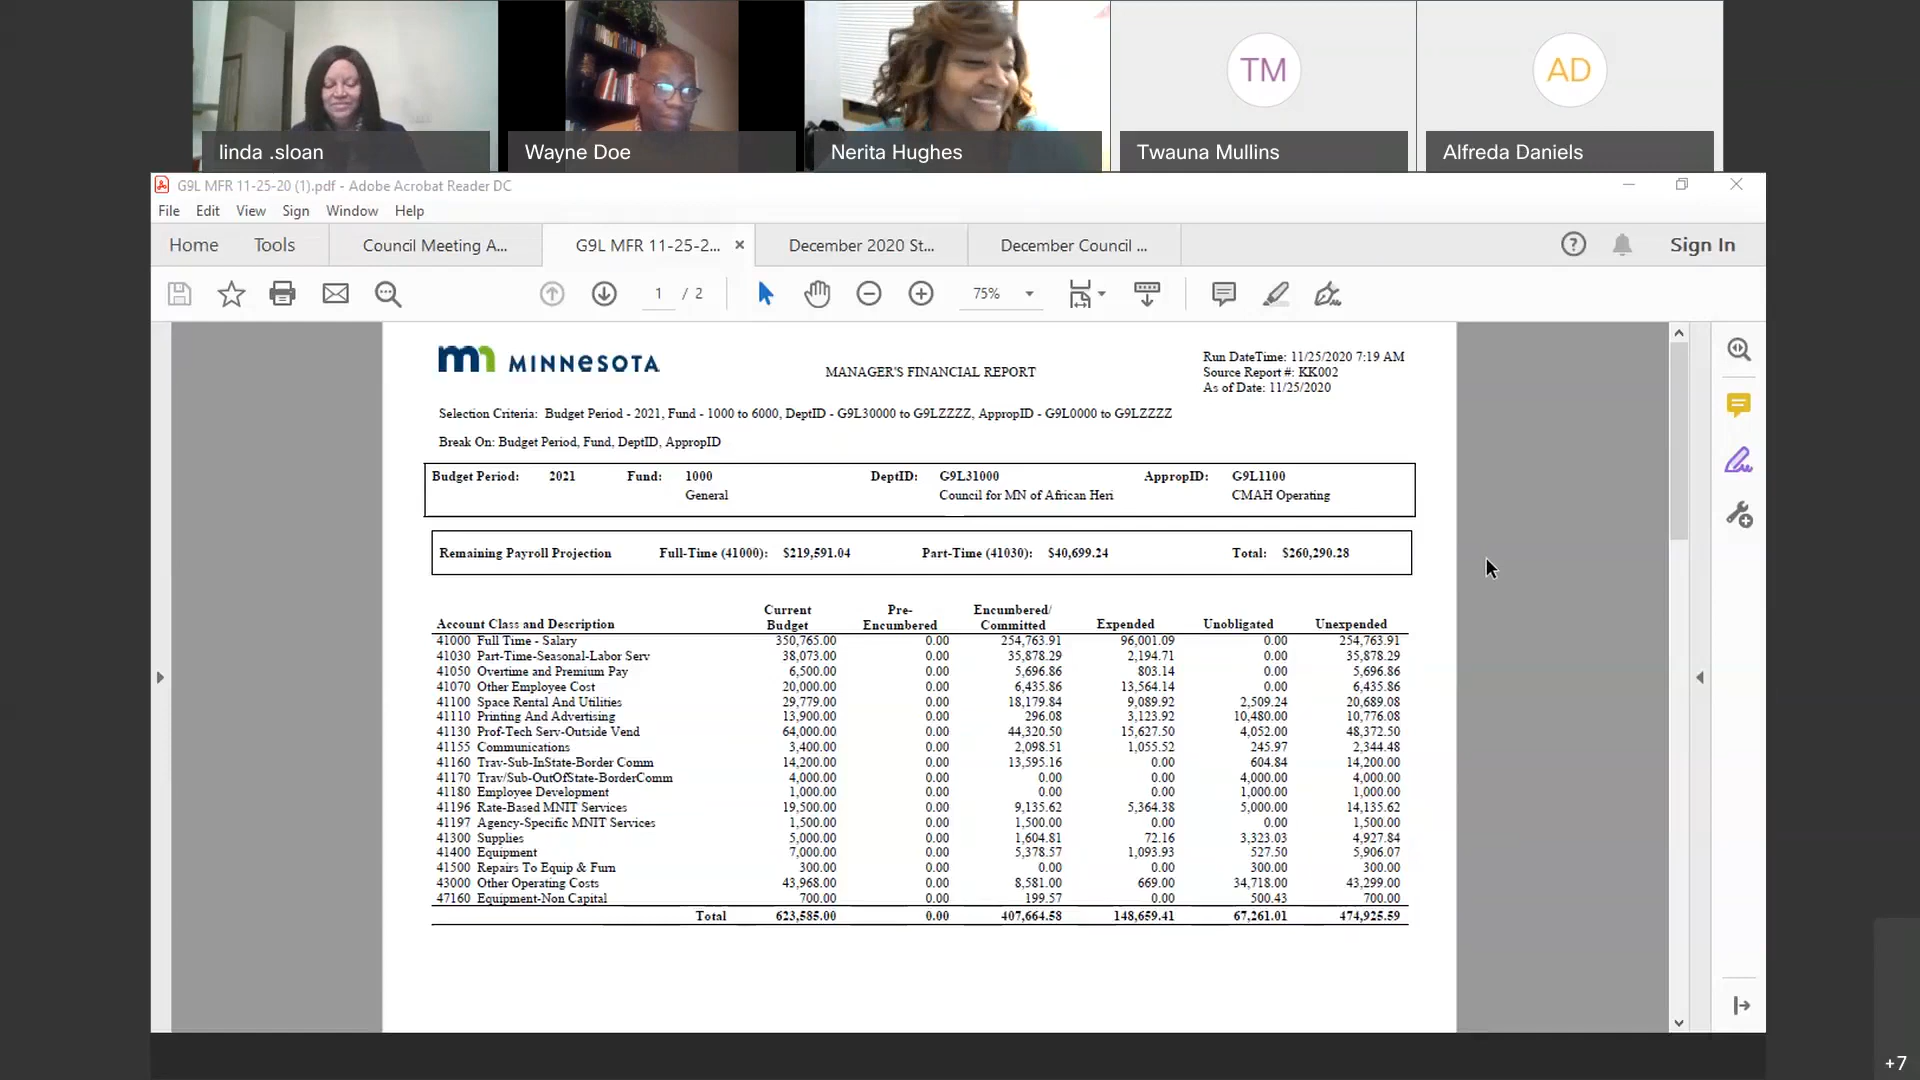 TM
AD
linda .sloan
Wayne Doe
Nerita Hughes
Twauna Mullins
Alfreda Daniels
G9L MFR 11-25-20 (1).pdf - Adobe Acrobat Reader DC
File Edit View Sign Window Help
Home Tools Council Meeting A... G9L MFR 11-25-2... × December 2020 St... December Council ... ? Sign In
1 / 2 75%
mn MINNESOTA
MANAGER'S FINANCIAL REPORT
Run DateTime: 11/25/2020 7:19 AM
Source Report #: KK002
As of Date: 11/25/2020
Selection Criteria: Budget Period - 2021, Fund - 1000 to 6000, DeptID - G9L30000 to G9LZZZZ, AppropID - G9L0000 to G9LZZZZ
Break On: Budget Period, Fund, DeptID, AppropID
Budget Period: 2021 Fund: 1000 DeptID: G9L31000 AppropID: G9L1100
General Council for MN of African Heri CMAH Operating
Remaining Payroll Projection Full-Time (41000): $219,591.04 Part-Time (41030): $40,699.24 Total: $260,290.28
Current Pre- Encumbered/
Account Class and Description Budget Encumbered Committed Expended Unobligated Unexpended
41000 Full Time - Salary 350,765.00 0.00 254,763.91 96,001.09 0.00 254,763.91
41030 Part-Time-Seasonal-Labor Serv 38,073.00 0.00 35,878.29 2,194.71 0.00 35,878.29
41050 Overtime and Premium Pay 6,500.00 0.00 5,696.86 803.14 0.00 5,696.86
41070 Other Employee Cost 20,000.00 0.00 6,435.86 13,564.14 0.00 6,435.86
41100 Space Rental And Utilities 29,779.00 0.00 18,179.84 9,089.92 2,509.24 20,689.08
41110 Printing And Advertising 13,900.00 0.00 296.08 3,123.92 10,480.00 10,776.08
41130 Prof-Tech Serv-Outside Vend 64,000.00 0.00 44,320.50 15,627.50 4,052.00 48,372.50
41155 Communications 3,400.00 0.00 2,098.51 1,055.52 245.97 2,344.48
41160 Trav-Sub-InState-Border Comm 14,200.00 0.00 13,595.16 0.00 604.84 14,200.00
41170 Trav/Sub-OutOfState-BorderComm 4,000.00 0.00 0.00 0.00 4,000.00 4,000.00
41180 Employee Development 1,000.00 0.00 0.00 0.00 1,000.00 1,000.00
41196 Rate-Based MNIT Services 19,500.00 0.00 9,135.62 5,364.38 5,000.00 14,135.62
41197 Agency-Specific MNIT Services 1,500.00 0.00 1,500.00 0.00 0.00 1,500.00
41300 Supplies 5,000.00 0.00 1,604.81 72.16 3,323.03 4,927.84
41400 Equipment 7,000.00 0.00 5,378.57 1,093.93 527.50 5,906.07
41500 Repairs To Equip & Furn 300.00 0.00 0.00 0.00 300.00 300.00
43000 Other Operating Costs 43,968.00 0.00 8,581.00 669.00 34,718.00 43,299.00
47160 Equipment-Non Capital 700.00 0.00 199.57 0.00 500.43 700.00
Total 623,585.00 0.00 407,664.58 148,659.41 67,261.01 474,925.59
+7